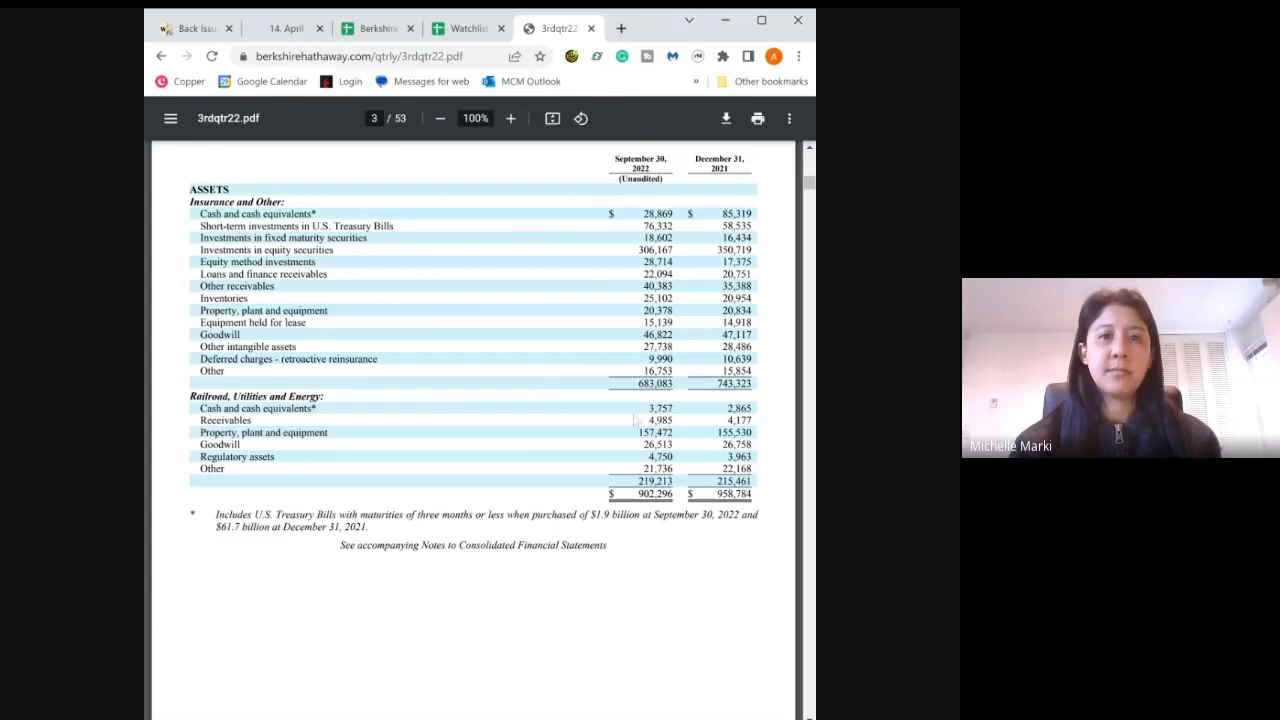 Back Issu
14. April
Berkshire
Watchlist
3rdqtr22
berkshirehathaway.com/qtrly/3rdqtr22.pdf
Copper Google Calendar Login Messages for web MCM Outlook » Other bookmarks
3rdqtr22.pdf 3 / 53 100%
September 30, December 31,
2022 2021
(Unaudited)
ASSETS
Insurance and Other:
Cash and cash equivalents* $ 28,869 $ 85,319
Short-term investments in U.S. Treasury Bills 76,332 58,535
Investments in fixed maturity securities 18,602 16,434
Investments in equity securities 306,167 350,719
Equity method investments 28,714 17,375
Loans and finance receivables 22,094 20,751
Other receivables 40,383 35,388
Inventories 25,102 20,954
Property, plant and equipment 20,378 20,834
Equipment held for lease 15,139 14,918
Goodwill 46,822 47,117
Other intangible assets 27,738 28,486
Deferred charges - retroactive reinsurance 9,990 10,639
Other 16,753 15,854
683,083 743,323
Railroad, Utilities and Energy:
Cash and cash equivalents* 3,757 2,865
Receivables 4,985 4,177
Property, plant and equipment 157,472 155,530
Goodwill 26,513 26,758
Regulatory assets 4,750 3,963
Other 21,736 22,168
219,213 215,461
$ 902,296 $ 958,784
* Includes U.S. Treasury Bills with maturities of three months or less when purchased of $1.9 billion at September 30, 2022 and
$61.7 billion at December 31, 2021.
See accompanying Notes to Consolidated Financial Statements
Michelle Marki